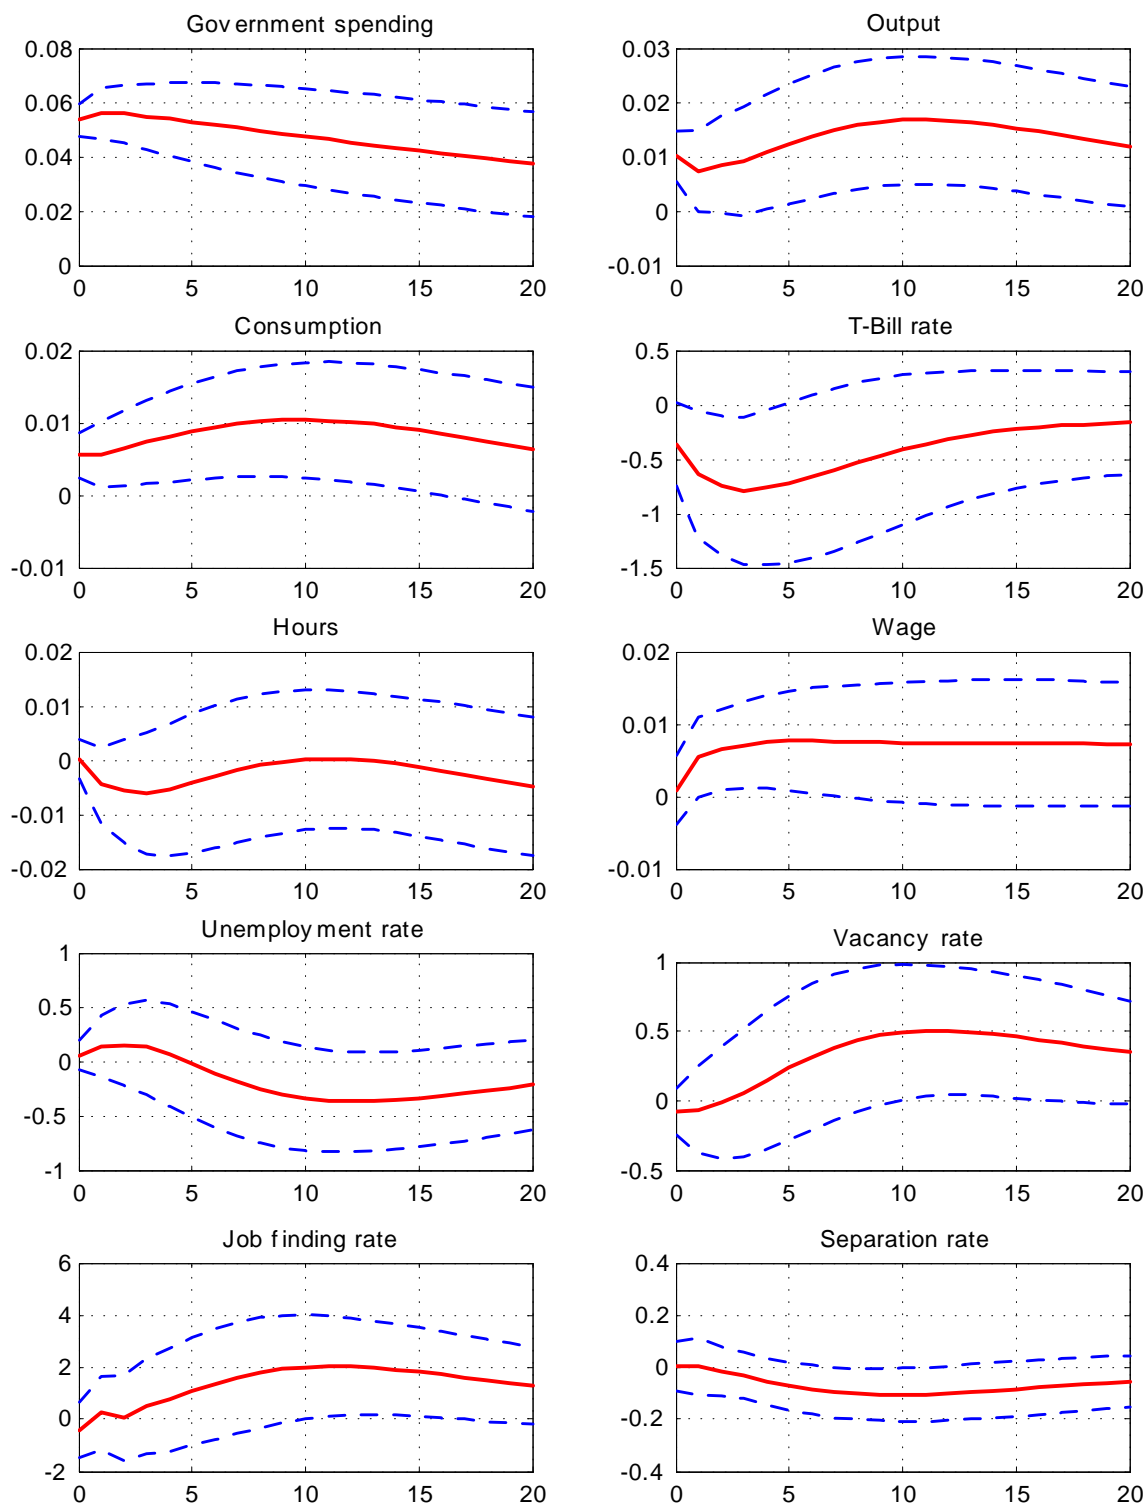 Government spending
0.08
0.06
0.04
0.02
0
0 5 10 15 20
Output
0.03
0.02
0.01
0
-0.01
0 5 10 15 20
Consumption
0.02
0.01
0
-0.01
0 5 10 15 20
T-Bill rate
0.5
0
-0.5
-1
-1.5
0 5 10 15 20
Hours
0.02
0.01
0
-0.01
-0.02
0 5 10 15 20
Wage
0.02
0.01
0
-0.01
0 5 10 15 20
Unemployment rate
1
0.5
0
-0.5
-1
0 5 10 15 20
Vacancy rate
1
0.5
0
-0.5
0 5 10 15 20
Job finding rate
6
4
2
0
-2
0 5 10 15 20
Separation rate
0.4
0.2
0
-0.2
-0.4
0 5 10 15 20